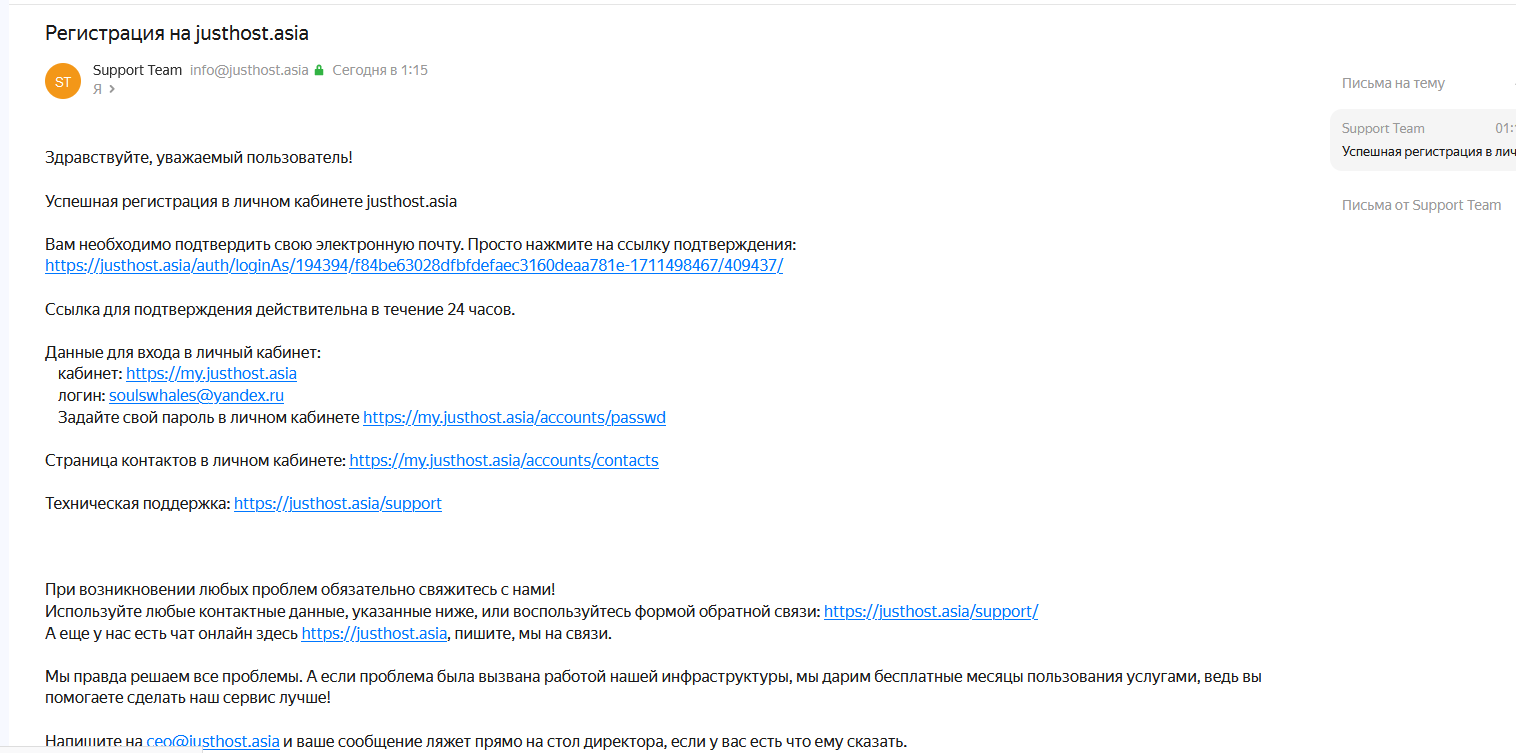 Регистрация на justhost.asia
ST
Support Team info@justhost.asia Сегодня в 1:15
Я
Письма на тему
Support Team 01:
Успешная регистрация в лич
Письма от Support Team
Здравствуйте, уважаемый пользователь!
Успешная регистрация в личном кабинете justhost.asia
Вам необходимо подтвердить свою электронную почту. Просто нажмите на ссылку подтверждения:
https://justhost.asia/auth/loginAs/194394/f84be63028dfbfdefaec3160deaa781e-1711498467/409437/
Ссылка для подтверждения действительна в течение 24 часов.
Данные для входа в личный кабинет:
кабинет: https://my.justhost.asia
логин: soulswhales@yandex.ru
Задайте свой пароль в личном кабинете https://my.justhost.asia/accounts/passwd
Страница контактов в личном кабинете: https://my.justhost.asia/accounts/contacts
Техническая поддержка: https://justhost.asia/support
При возникновении любых проблем обязательно свяжитесь с нами!
Используйте любые контактные данные, указанные ниже, или воспользуйтесь формой обратной связи: https://justhost.asia/support/
А еще у нас есть чат онлайн здесь https://justhost.asia, пишите, мы на связи.
Мы правда решаем все проблемы. А если проблема была вызвана работой нашей инфраструктуры, мы дарим бесплатные месяцы пользования услугами, ведь вы
помогаете сделать наш сервис лучше!
Напишите на ceo@justhost.asia и ваше сообщение ляжет прямо на стол директора, если у вас есть что ему сказать.